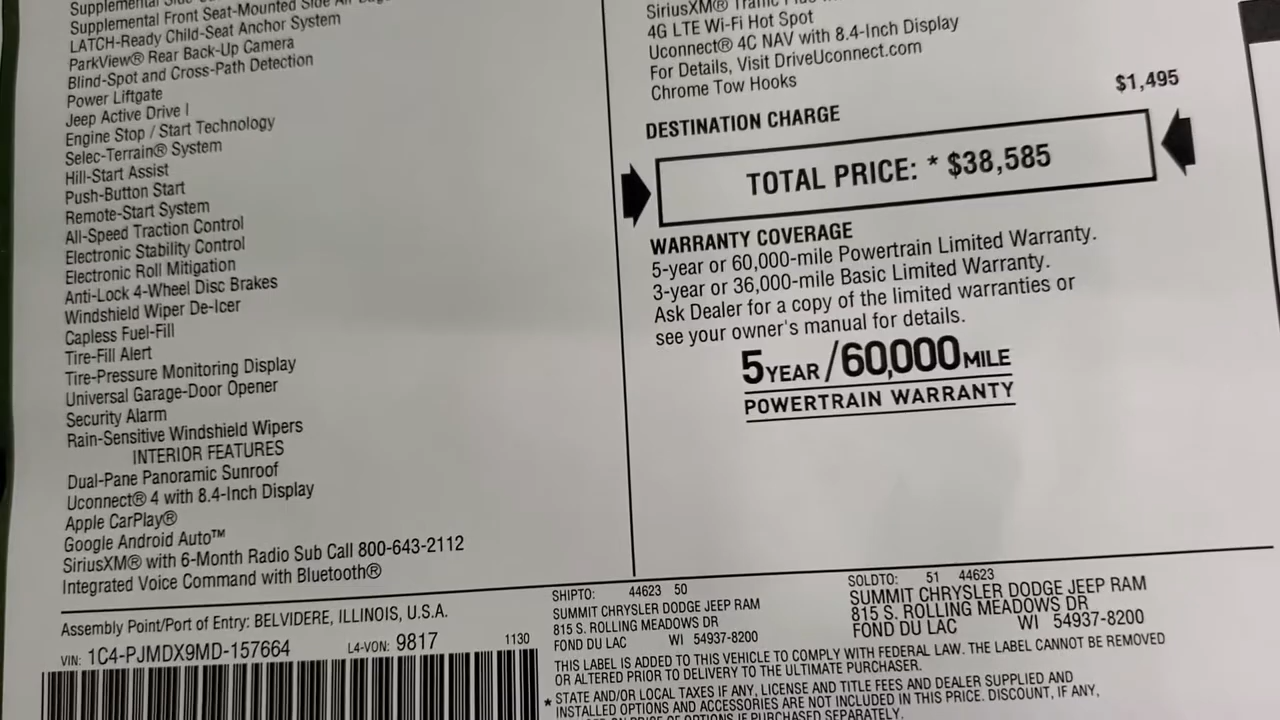 Supplemental
Supplemental Front Seat-Mounted Side Air
LATCH-Ready Child-Seat Anchor System
ParkView® Rear Back-Up Camera
Blind-Spot and Cross-Path Detection
Power Liftgate
Jeep Active Drive I
Engine Stop / Start Technology
Selec-Terrain® System
Hill-Start Assist
Push-Button Start
Remote-Start System
All-Speed Traction Control
Electronic Stability Control
Electronic Roll Mitigation
Anti-Lock 4-Wheel Disc Brakes
Windshield Wiper De-Icer
Capless Fuel-Fill
Tire-Fill Alert
Tire-Pressure Monitoring Display
Universal Garage-Door Opener
Security Alarm
Rain-Sensitive Windshield Wipers
INTERIOR FEATURES
Dual-Pane Panoramic Sunroof
Uconnect® 4 with 8.4-Inch Display
Apple CarPlay®
Google Android Auto™
SiriusXM® with 6-Month Radio Sub Call 800-643-2112
Integrated Voice Command with Bluetooth®
SiriusXM® Traffic Plus
4G LTE Wi-Fi Hot Spot
Uconnect® 4C NAV with 8.4-Inch Display
For Details, Visit DriveUconnect.com
Chrome Tow Hooks
DESTINATION CHARGE $1,495
TOTAL PRICE: * $38,585
WARRANTY COVERAGE
5-year or 60,000-mile Powertrain Limited Warranty.
3-year or 36,000-mile Basic Limited Warranty.
Ask Dealer for a copy of the limited warranties or
see your owner's manual for details.
5 YEAR / 60,000 MILE
POWERTRAIN WARRANTY
Assembly Point/Port of Entry: BELVIDERE, ILLINOIS, U.S.A.
VIN: 1C4-PJMDX9MD-157664 L4-VON: 9817 1130
SHIPTO: 44623 50
SUMMIT CHRYSLER DODGE JEEP RAM
815 S. ROLLING MEADOWS DR
FOND DU LAC WI 54937-8200
SOLDTO: 51 44623
SUMMIT CHRYSLER DODGE JEEP RAM
815 S. ROLLING MEADOWS DR
FOND DU LAC WI 54937-8200
THIS LABEL IS ADDED TO THIS VEHICLE TO COMPLY WITH FEDERAL LAW. THE LABEL CANNOT BE REMOVED
OR ALTERED PRIOR TO DELIVERY TO THE ULTIMATE PURCHASER.
* STATE AND/OR LOCAL TAXES IF ANY, LICENSE AND TITLE FEES AND DEALER SUPPLIED AND
INSTALLED OPTIONS AND ACCESSORIES ARE NOT INCLUDED IN THIS PRICE. DISCOUNT, IF ANY,
PRICE OF OPTIONS IF PURCHASED SEPARATELY.